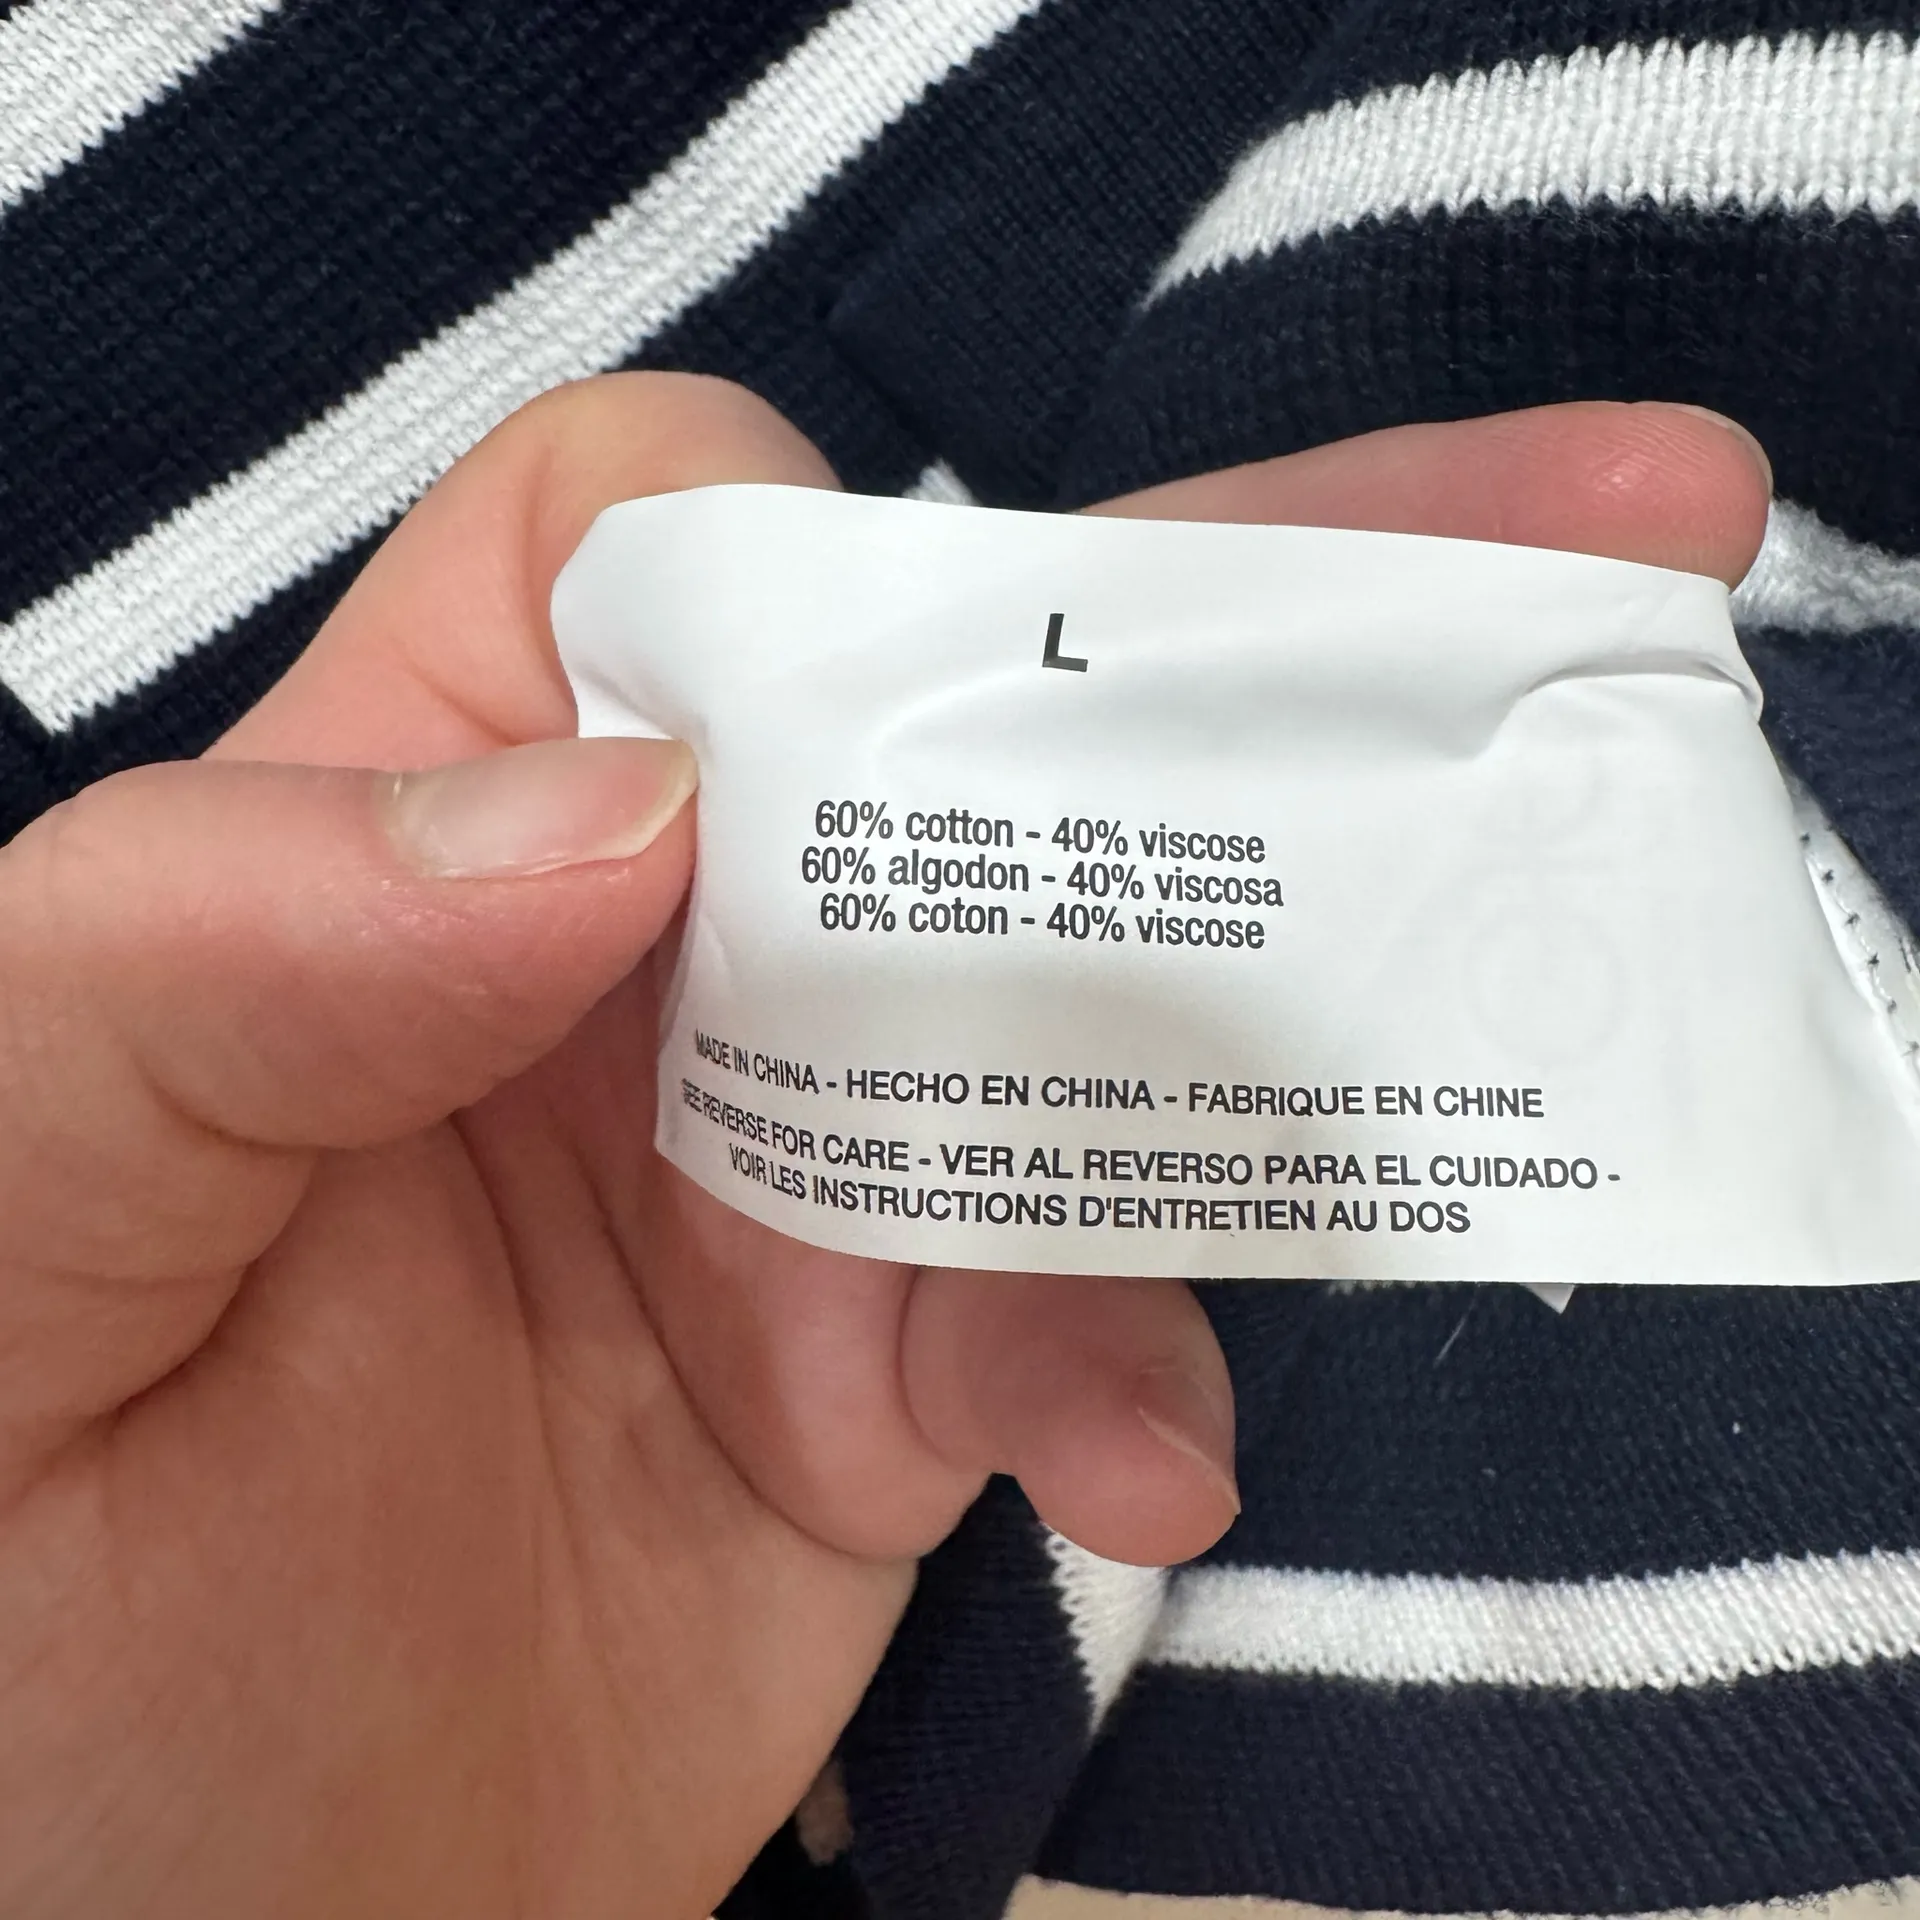 L
60% cotton - 40% viscose
60% algodon - 40% viscosa
60% coton - 40% viscose
MADE IN CHINA - HECHO EN CHINA - FABRIQUE EN CHINE
SEE REVERSE FOR CARE - VER AL REVERSO PARA EL CUIDADO -
VOIR LES INSTRUCTIONS D'ENTRETIEN AU DOS